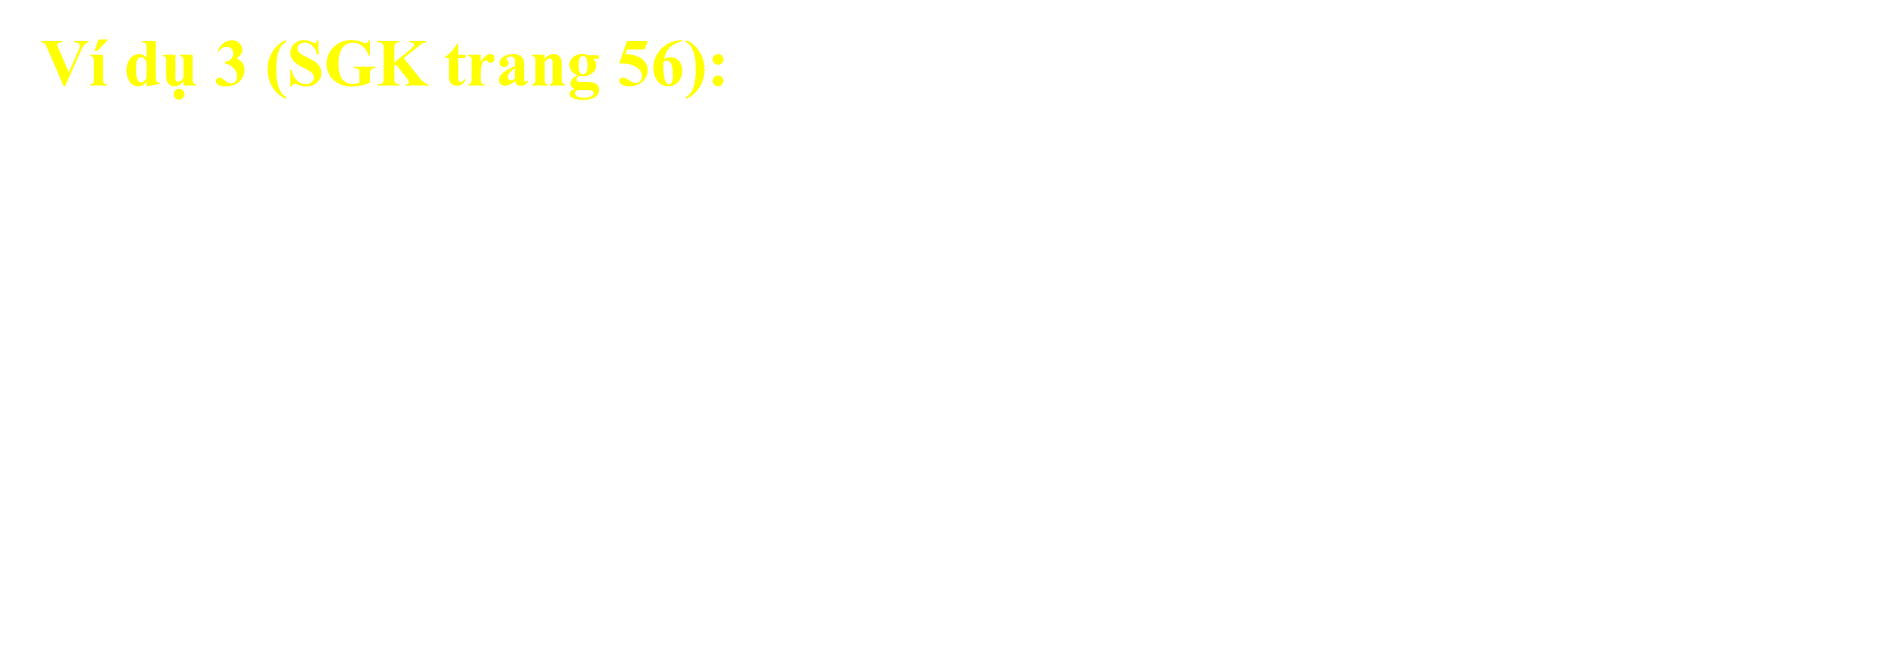 Ví dụ 3 (SGK trang 56):